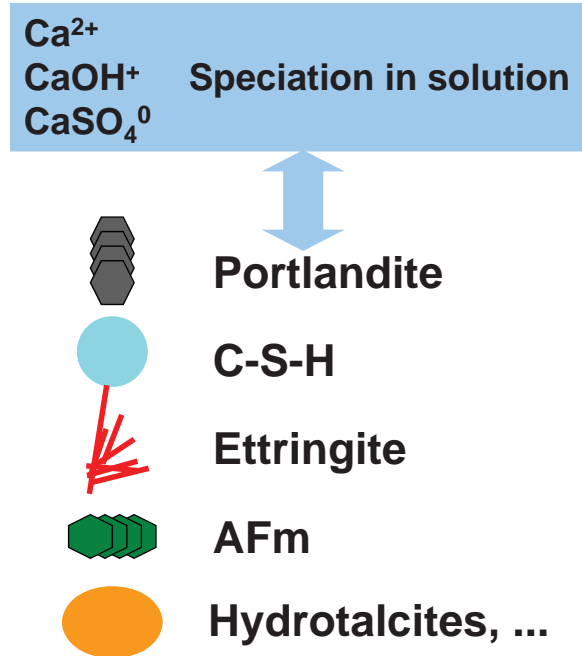 Ca²⁺
CaOH⁺ Speciation in solution
CaSO₄⁰
Portlandite
C-S-H
Ettringite
AFm
Hydrotalcites, ...